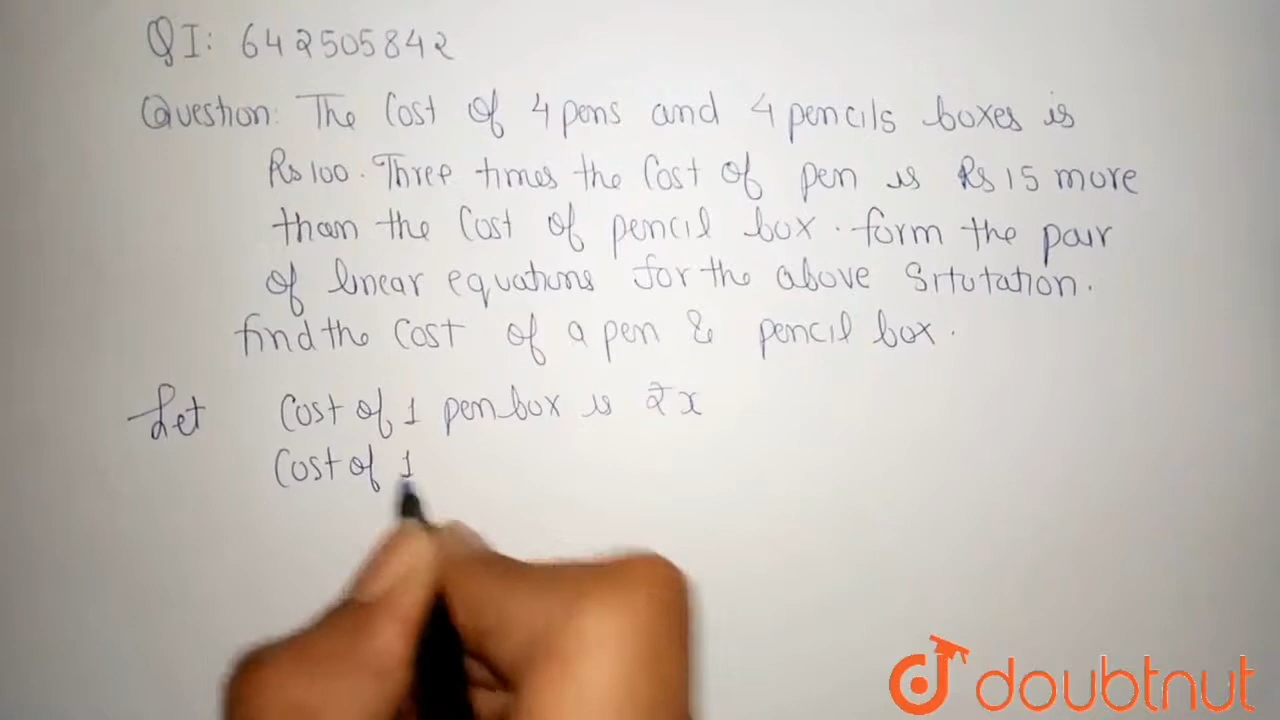 QI: 642505842
Question: The Cost of 4 pens and 4 pencils boxes is
Rs 100. Three times the Cost of pen is Rs 15 more
than the Cost of pencil box. form the pair
of linear equations for the above Situtation.
find the Cost of a pen & pencil box.
Let Cost of 1 pen box is ₹ x
Cost of 1
doubtnut